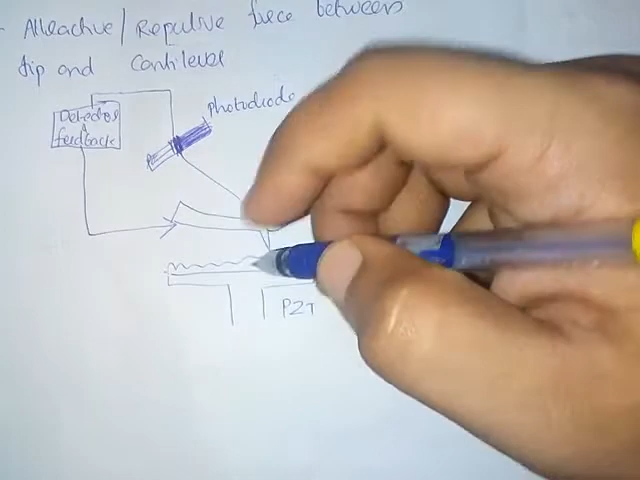 - Attractive / Repulsive force between
tip and Cantilever
Photodiode
Detector
feedback
PZT